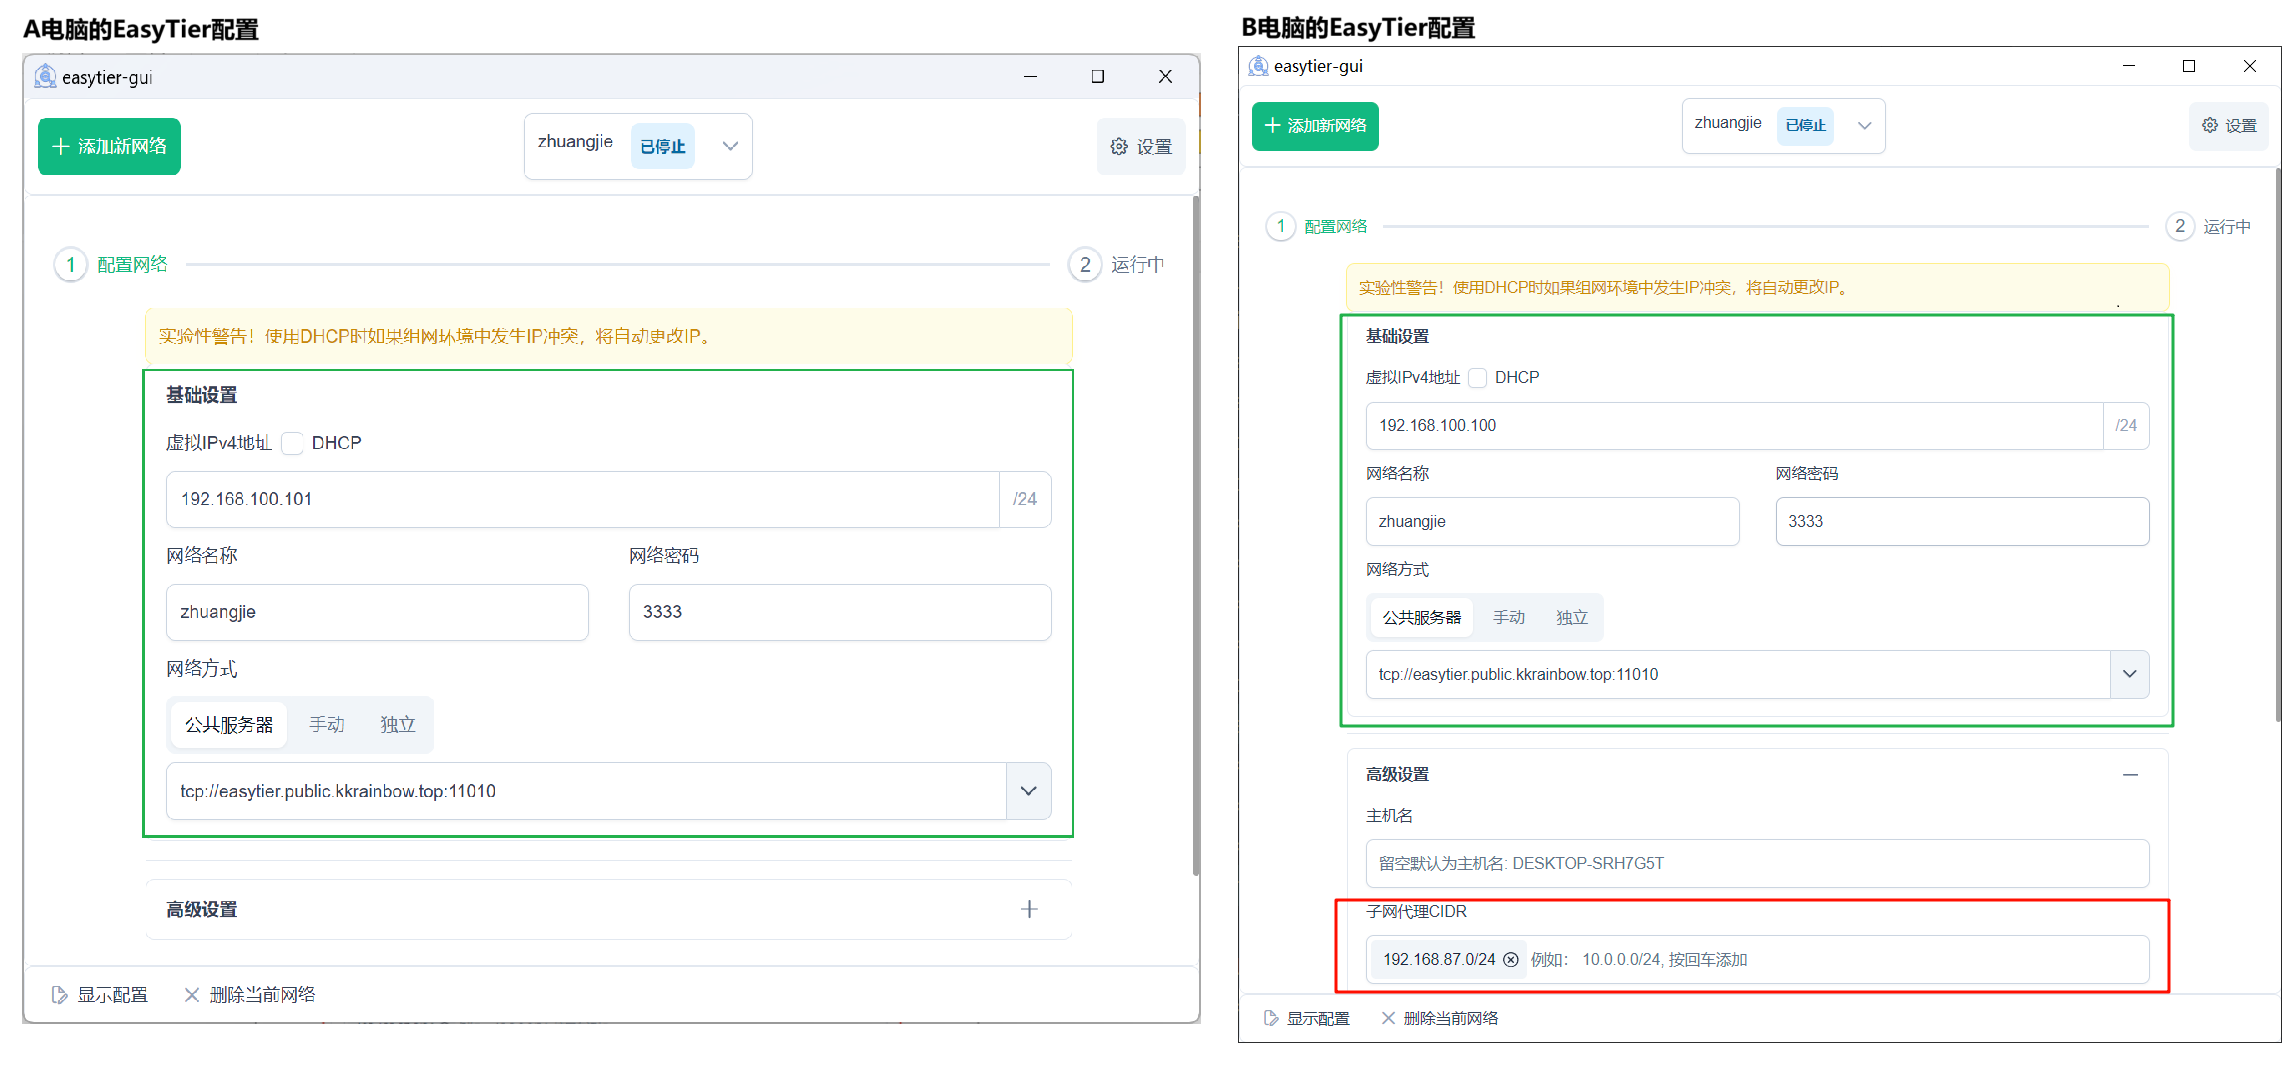 A电脑的EasyTier配置
easytier-gui
添加新网络
zhuangjie 已停止
设置
1 配置网络
2 运行中
实验性警告！使用DHCP时如果组网环境中发生IP冲突，将自动更改IP。
基础设置
虚拟IPv4地址 DHCP
192.168.100.101 /24
网络名称 网络密码
zhuangjie 3333
网络方式
公共服务器 手动 独立
tcp://easytier.public.kkrainbow.top:11010
高级设置
显示配置 删除当前网络
B电脑的EasyTier配置
easytier-gui
添加新网络
zhuangjie 已停止
设置
1 配置网络
2 运行中
实验性警告！使用DHCP时如果组网环境中发生IP冲突，将自动更改IP。
基础设置
虚拟IPv4地址 DHCP
192.168.100.100 /24
网络名称 网络密码
zhuangjie 3333
网络方式
公共服务器 手动 独立
tcp://easytier.public.kkrainbow.top:11010
高级设置
主机名
留空默认为主机名: DESKTOP-SRH7G5T
子网代理CIDR
192.168.87.0/24 例如： 10.0.0.0/24, 按回车添加
显示配置 删除当前网络